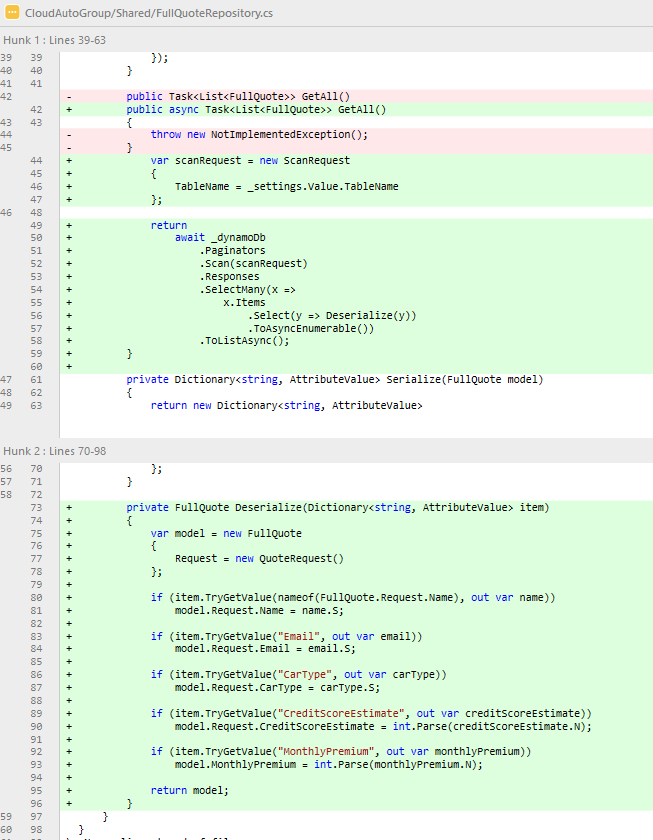 CloudAutoGroup/Shared/FullQuoteRepository.cs
Hunk 1 : Lines 39-63
39 39 });
40 40 }
41 41
42 - public Task<List<FullQuote>> GetAll()
42 + public async Task<List<FullQuote>> GetAll()
43 43 {
44 - throw new NotImplementedException();
45 - }
44 + var scanRequest = new ScanRequest
45 + {
46 + TableName = _settings.Value.TableName
47 + };
46 48
49 + return
50 + await _dynamoDb
51 + .Paginators
52 + .Scan(scanRequest)
53 + .Responses
54 + .SelectMany(x =>
55 + x.Items
56 + .Select(y => Deserialize(y))
57 + .ToAsyncEnumerable())
58 + .ToListAsync();
59 + }
60 +
47 61 private Dictionary<string, AttributeValue> Serialize(FullQuote model)
48 62 {
49 63 return new Dictionary<string, AttributeValue>
Hunk 2 : Lines 70-98
56 70 };
57 71 }
58 72
73 + private FullQuote Deserialize(Dictionary<string, AttributeValue> item)
74 + {
75 + var model = new FullQuote
76 + {
77 + Request = new QuoteRequest()
78 + };
79 +
80 + if (item.TryGetValue(nameof(FullQuote.Request.Name), out var name))
81 + model.Request.Name = name.S;
82 +
83 + if (item.TryGetValue("Email", out var email))
84 + model.Request.Email = email.S;
85 +
86 + if (item.TryGetValue("CarType", out var carType))
87 + model.Request.CarType = carType.S;
88 +
89 + if (item.TryGetValue("CreditScoreEstimate", out var creditScoreEstimate))
90 + model.Request.CreditScoreEstimate = int.Parse(creditScoreEstimate.N);
91 +
92 + if (item.TryGetValue("MonthlyPremium", out var monthlyPremium))
93 + model.MonthlyPremium = int.Parse(monthlyPremium.N);
94 +
95 + return model;
96 + }
59 97 }
60 98 }